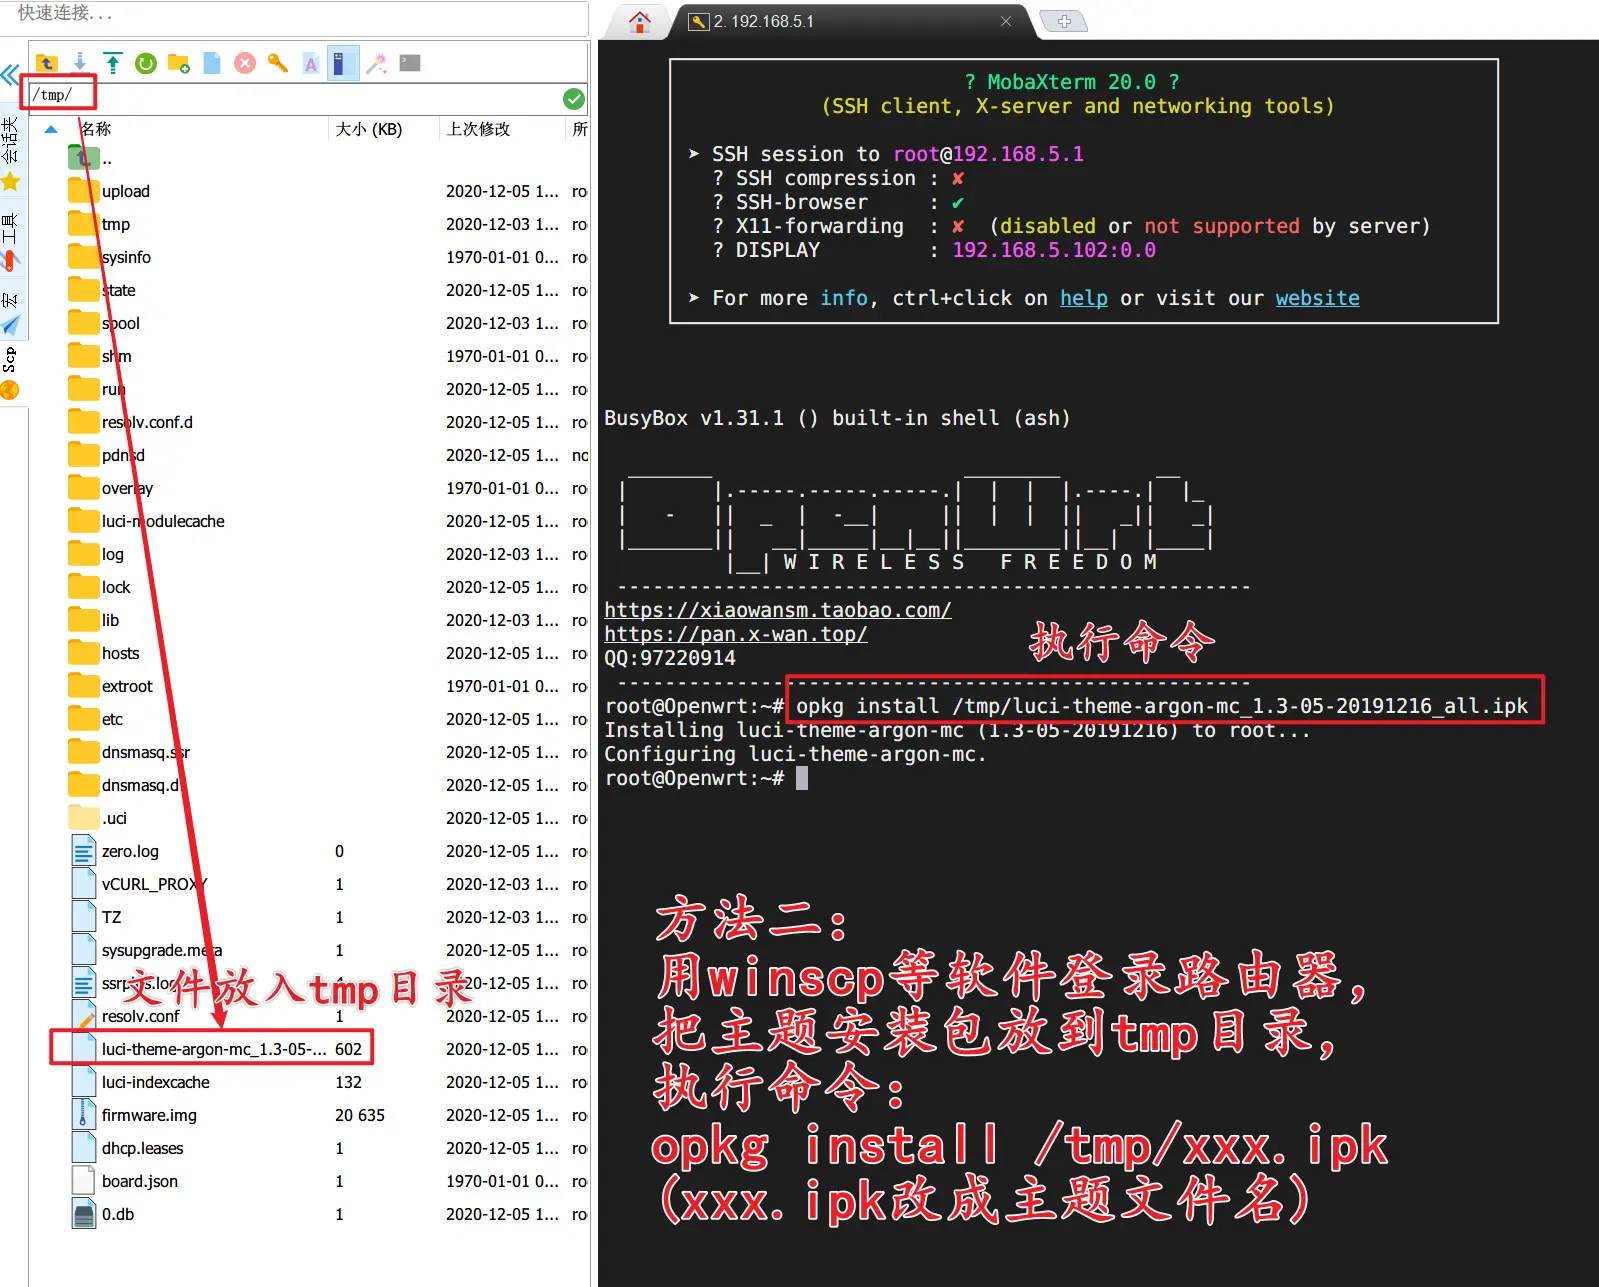 快速连接...
2. 192.168.5.1
/tmp/
名称 大小 (KB) 上次修改 所
会话夹
工具
宏
Scp
..
upload 2020-12-05 1... ro
tmp 2020-12-03 1... ro
sysinfo 1970-01-01 0... ro
state 2020-12-05 1... ro
spool 2020-12-03 1... ro
shm 1970-01-01 0... ro
run 2020-12-05 1... ro
resolv.conf.d 2020-12-05 1... ro
pdnsd 2020-12-05 1... no
overlay 1970-01-01 0... ro
luci-modulecache 2020-12-05 1... ro
log 2020-12-05 1... ro
lock 2020-12-05 1... ro
lib 2020-12-05 1... ro
hosts 2020-12-05 1... ro
extroot 1970-01-01 0... ro
etc 2020-12-05 1... ro
dnsmasq.ssr 2020-12-05 1... ro
dnsmasq.d 2020-12-05 1... ro
.uci 2020-12-05 1... ro
zero.log 0 2020-12-05 1... ro
vCURL_PROXY 1 2020-12-03 1... ro
TZ 1 2020-12-03 1... ro
sysupgrade.meta 1 2020-12-05 1... ro
2020-12-05 1... ro
文件放入tmp目录
resolv.conf 1 2020-12-05 1... ro
luci-theme-argon-mc_1.3-05-... 602 2020-12-05 1... ro
luci-indexcache 132 2020-12-05 1... ro
firmware.img 20 635 2020-12-05 1... ro
dhcp.leases 1 2020-12-05 1... ro
board.json 1 1970-01-01 0... ro
0.db 1 2020-12-05 1... ro
? MobaXterm 20.0 ?
(SSH client, X-server and networking tools)
➤ SSH session to root@192.168.5.1
? SSH compression : ✘
? SSH-browser : ✔
? X11-forwarding : ✘ (disabled or not supported by server)
? DISPLAY : 192.168.5.102:0.0
➤ For more info, ctrl+click on help or visit our website
BusyBox v1.31.1 () built-in shell (ash)
OpenWrt
W I R E L E S S F R E E D O M
-----------------------------------------------------
https://xiaowansm.taobao.com/
https://pan.x-wan.top/
QQ:97220914
执行命令
-----------------------------------------------------
root@Openwrt:~# opkg install /tmp/luci-theme-argon-mc_1.3-05-20191216_all.ipk
Installing luci-theme-argon-mc (1.3-05-20191216) to root...
Configuring luci-theme-argon-mc.
root@Openwrt:~#
方法二：
用winscp等软件登录路由器，
把主题安装包放到tmp目录，
执行命令：
opkg install /tmp/xxx.ipk
(xxx.ipk改成主题文件名)